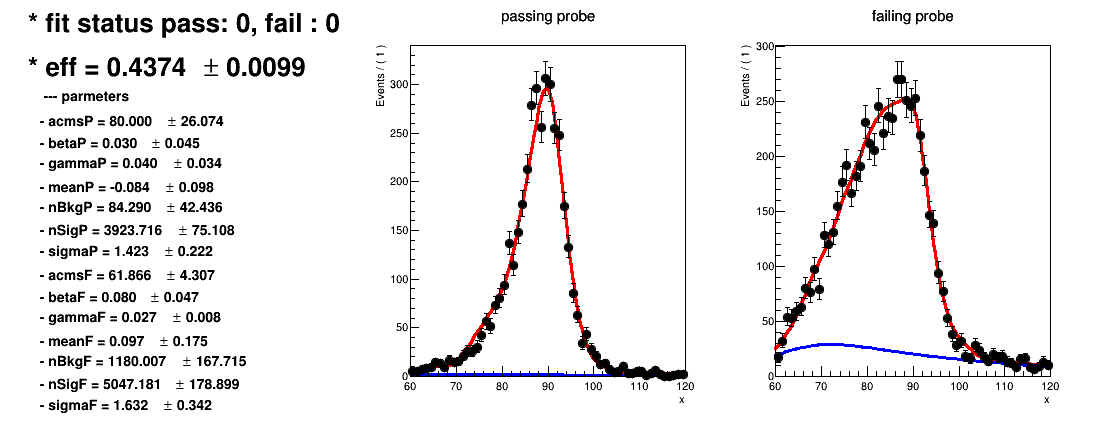 * fit status pass: 0, fail : 0
* eff = 0.4374 ± 0.0099
--- parmeters
- acmsP = 80.000 ± 26.074
- betaP = 0.030 ± 0.045
- gammaP = 0.040 ± 0.034
- meanP = -0.084 ± 0.098
- nBkgP = 84.290 ± 42.436
- nSigP = 3923.716 ± 75.108
- sigmaP = 1.423 ± 0.222
- acmsF = 61.866 ± 4.307
- betaF = 0.080 ± 0.047
- gammaF = 0.027 ± 0.008
- meanF = 0.097 ± 0.175
- nBkgF = 1180.007 ± 167.715
- nSigF = 5047.181 ± 178.899
- sigmaF = 1.632 ± 0.342
passing probe
Events / ( 1 )
300
250
200
150
100
50
0
60 70 80 90 100 110 120
x
failing probe
Events / ( 1 )
300
250
200
150
100
50
0
60 70 80 90 100 110 120
x